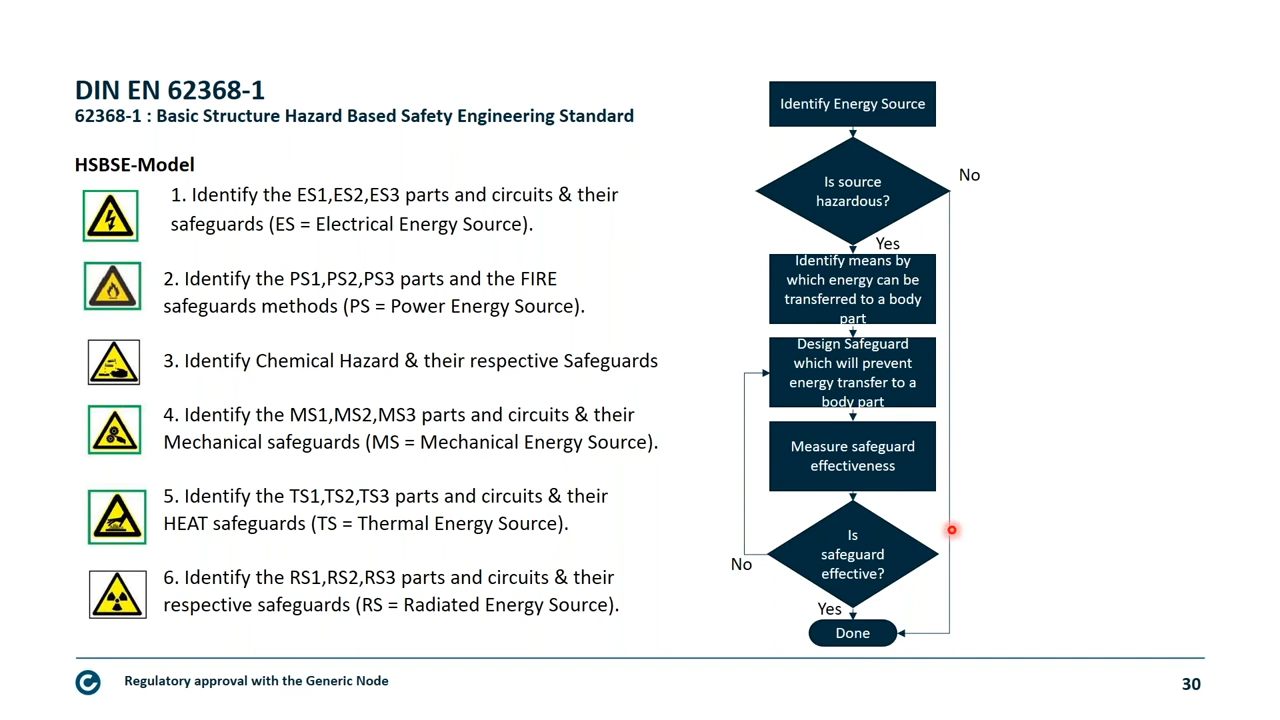 DIN EN 62368-1
62368-1 : Basic Structure Hazard Based Safety Engineering Standard
HSBSE-Model
1. Identify the ES1,ES2,ES3 parts and circuits & their
safeguards (ES = Electrical Energy Source).
2. Identify the PS1,PS2,PS3 parts and the FIRE
safeguards methods (PS = Power Energy Source).
3. Identify Chemical Hazard & their respective Safeguards
4. Identify the MS1,MS2,MS3 parts and circuits & their
Mechanical safeguards (MS = Mechanical Energy Source).
5. Identify the TS1,TS2,TS3 parts and circuits & their
HEAT safeguards (TS = Thermal Energy Source).
6. Identify the RS1,RS2,RS3 parts and circuits & their
respective safeguards (RS = Radiated Energy Source).
Identify Energy Source
Is source
hazardous?
No
Yes
Identify means by
which energy can be
transferred to a body
part
Design Safeguard
which will prevent
energy transfer to a
body part
Measure safeguard
effectiveness
Is
safeguard
effective?
No
Yes
Done
Regulatory approval with the Generic Node
30